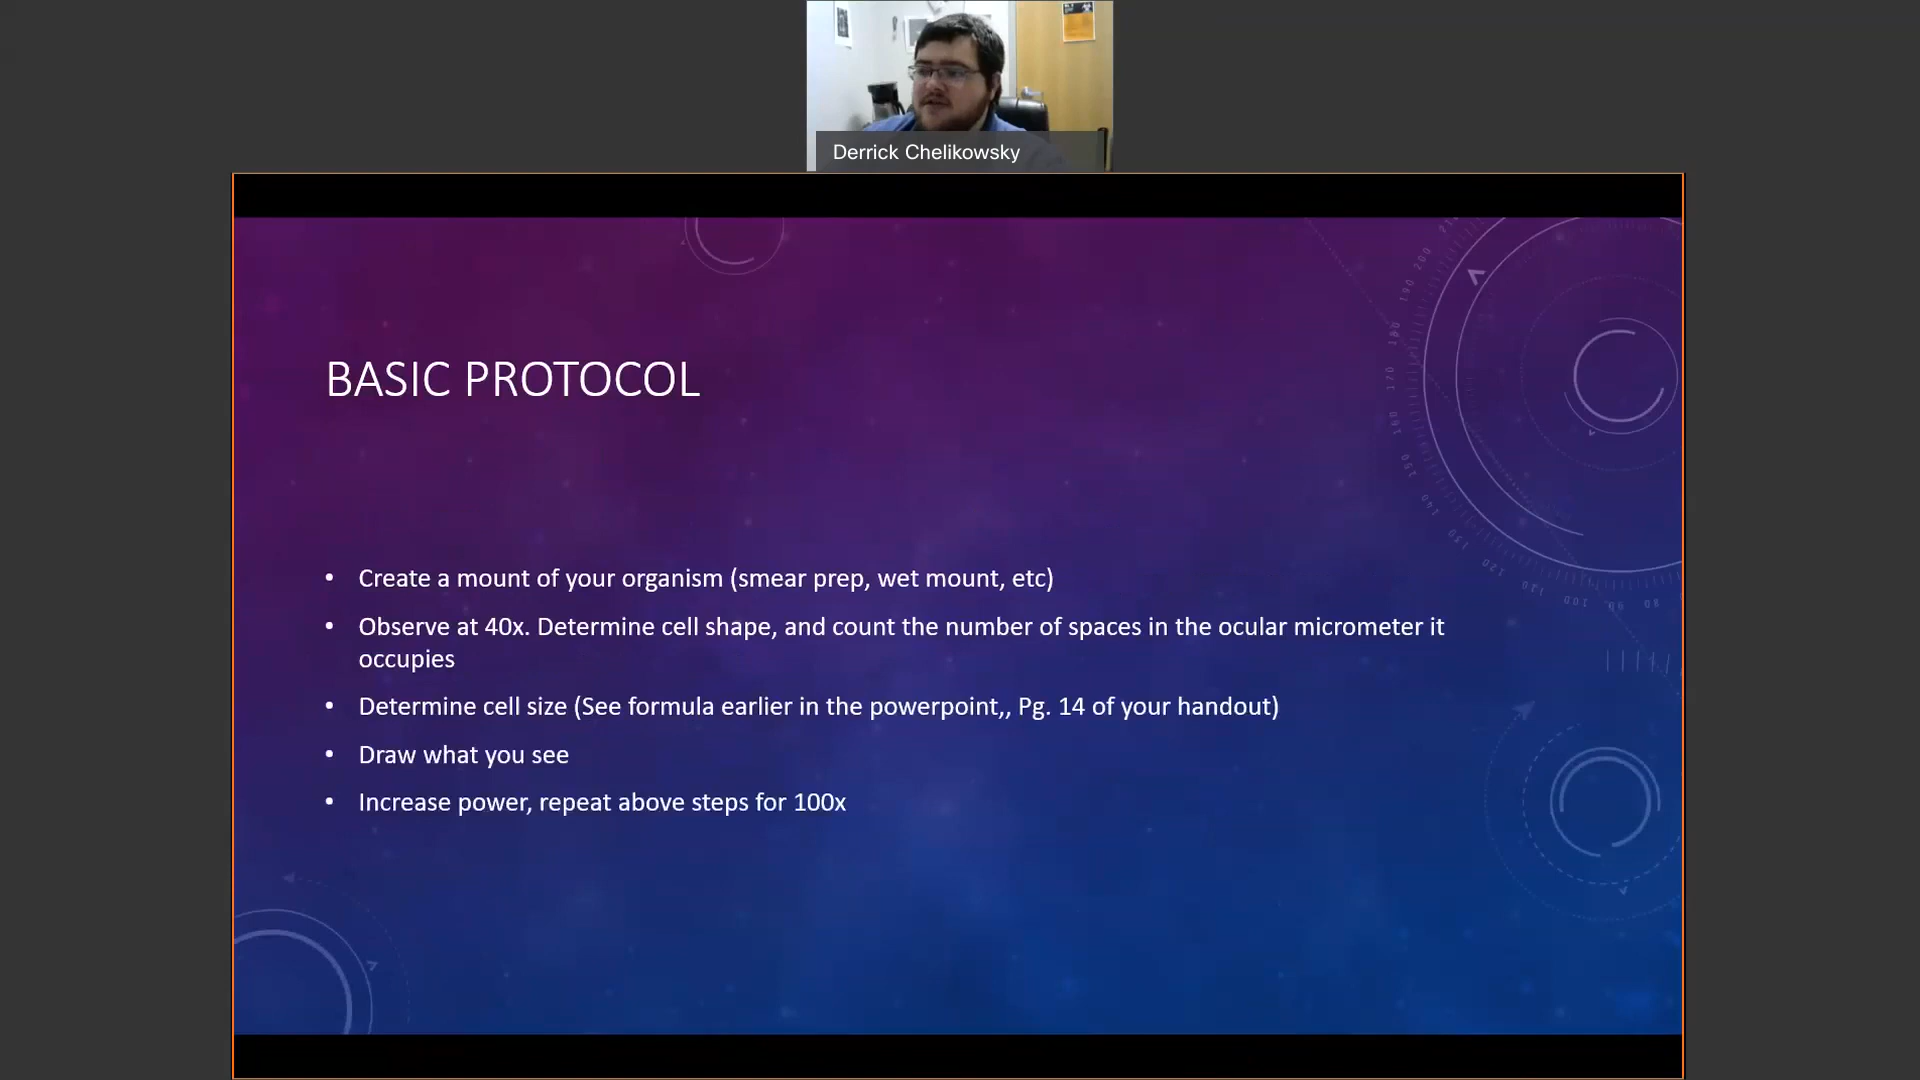 Derrick Chelikowsky
BASIC PROTOCOL
• Create a mount of your organism (smear prep, wet mount, etc)
• Observe at 40x. Determine cell shape, and count the number of spaces in the ocular micrometer it
occupies
• Determine cell size (See formula earlier in the powerpoint,, Pg. 14 of your handout)
• Draw what you see
• Increase power, repeat above steps for 100x